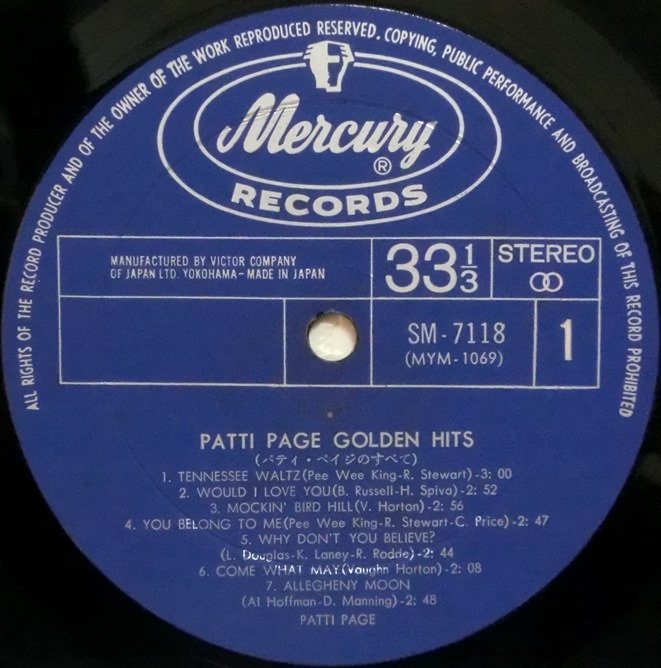 ALL RIGHTS OF THE RECORD PRODUCER AND OF THE OWNER OF THE WORK REPRODUCED RESERVED. COPYING, PUBLIC PERFORMANCE AND BROADCASTING OF THIS RECORD PROHIBITED
Mercury ®
RECORDS
MANUFACTURED BY VICTOR COMPANY
OF JAPAN LTD. YOKOHAMA-MADE IN JAPAN
33⅓
STEREO
SM-7118
(MYM-1069)
1
PATTI PAGE GOLDEN HITS
(パティ・ペイジのすべて)
1. TENNESSEE WALTZ(Pee Wee King-R. Stewart)-3: 00
2. WOULD I LOVE YOU(B. Russell-H. Spiva)-2: 52
3. MOCKIN' BIRD HILL(V. Horton)-2: 56
4. YOU BELONG TO ME(Pee Wee King-R. Stewart-C. Price)-2: 47
5. WHY DON'T YOU BELIEVE?
(L. Douglas-K. Laney-R. Rodde)-2: 44
6. COME WHAT MAY(Vaughn Horton)-2: 08
7. ALLEGHENY MOON
(Al Hoffman-D. Manning)-2: 48
PATTI PAGE